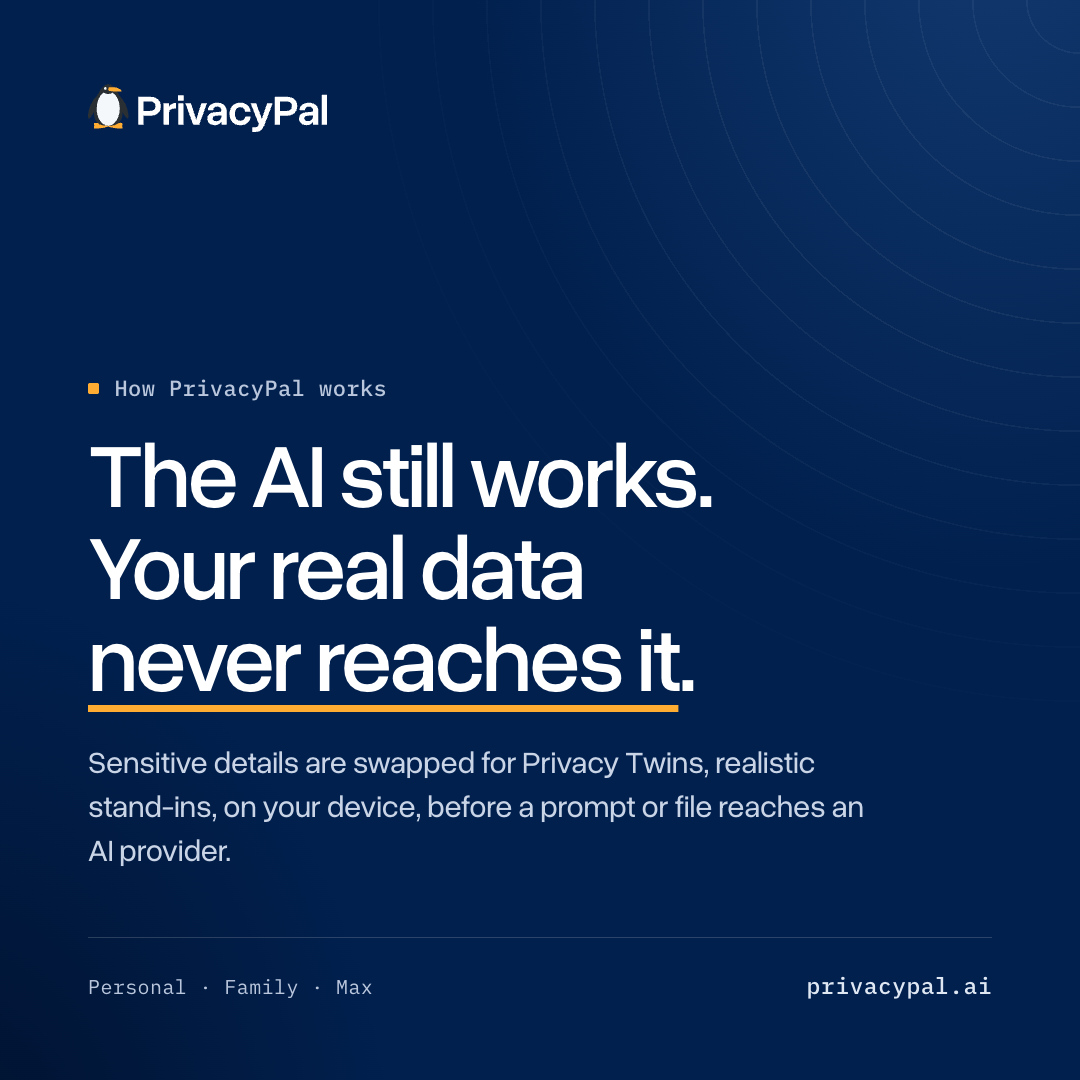 PrivacyPal
How PrivacyPal works
The AI still works.
Your real data
never reaches it.
Sensitive details are swapped for Privacy Twins, realistic
stand-ins, on your device, before a prompt or file reaches an
AI provider.
Personal · Family · Max
privacypal.ai